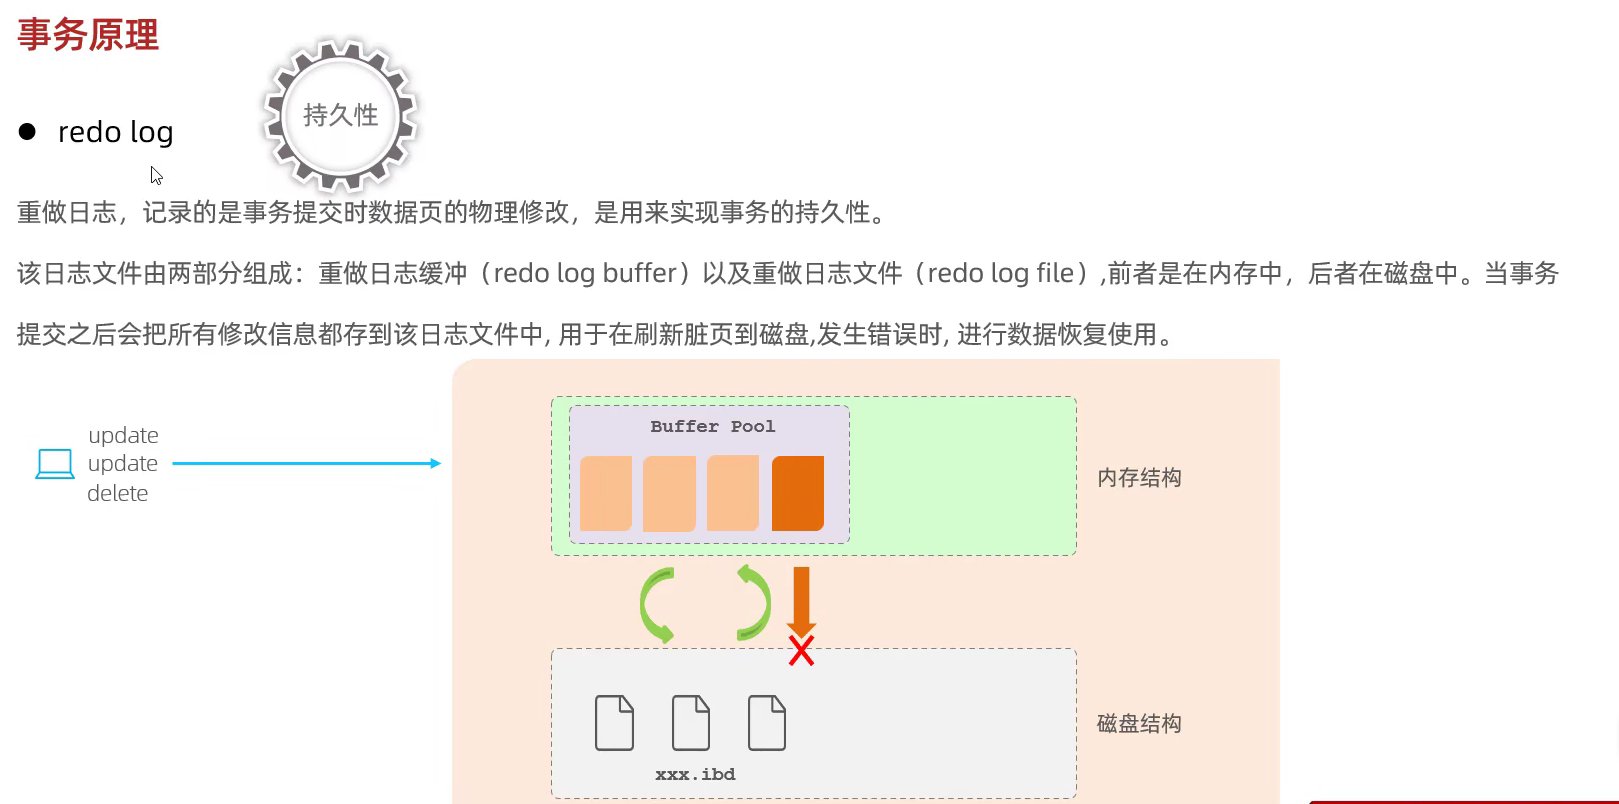 事务原理
持久性
redo log
重做日志，记录的是事务提交时数据页的物理修改，是用来实现事务的持久性。
该日志文件由两部分组成：重做日志缓冲（redo log buffer）以及重做日志文件（redo log file）,前者是在内存中，后者在磁盘中。当事务
提交之后会把所有修改信息都存到该日志文件中, 用于在刷新脏页到磁盘,发生错误时, 进行数据恢复使用。
update
update
delete
Buffer Pool
内存结构
磁盘结构
xxx.ibd